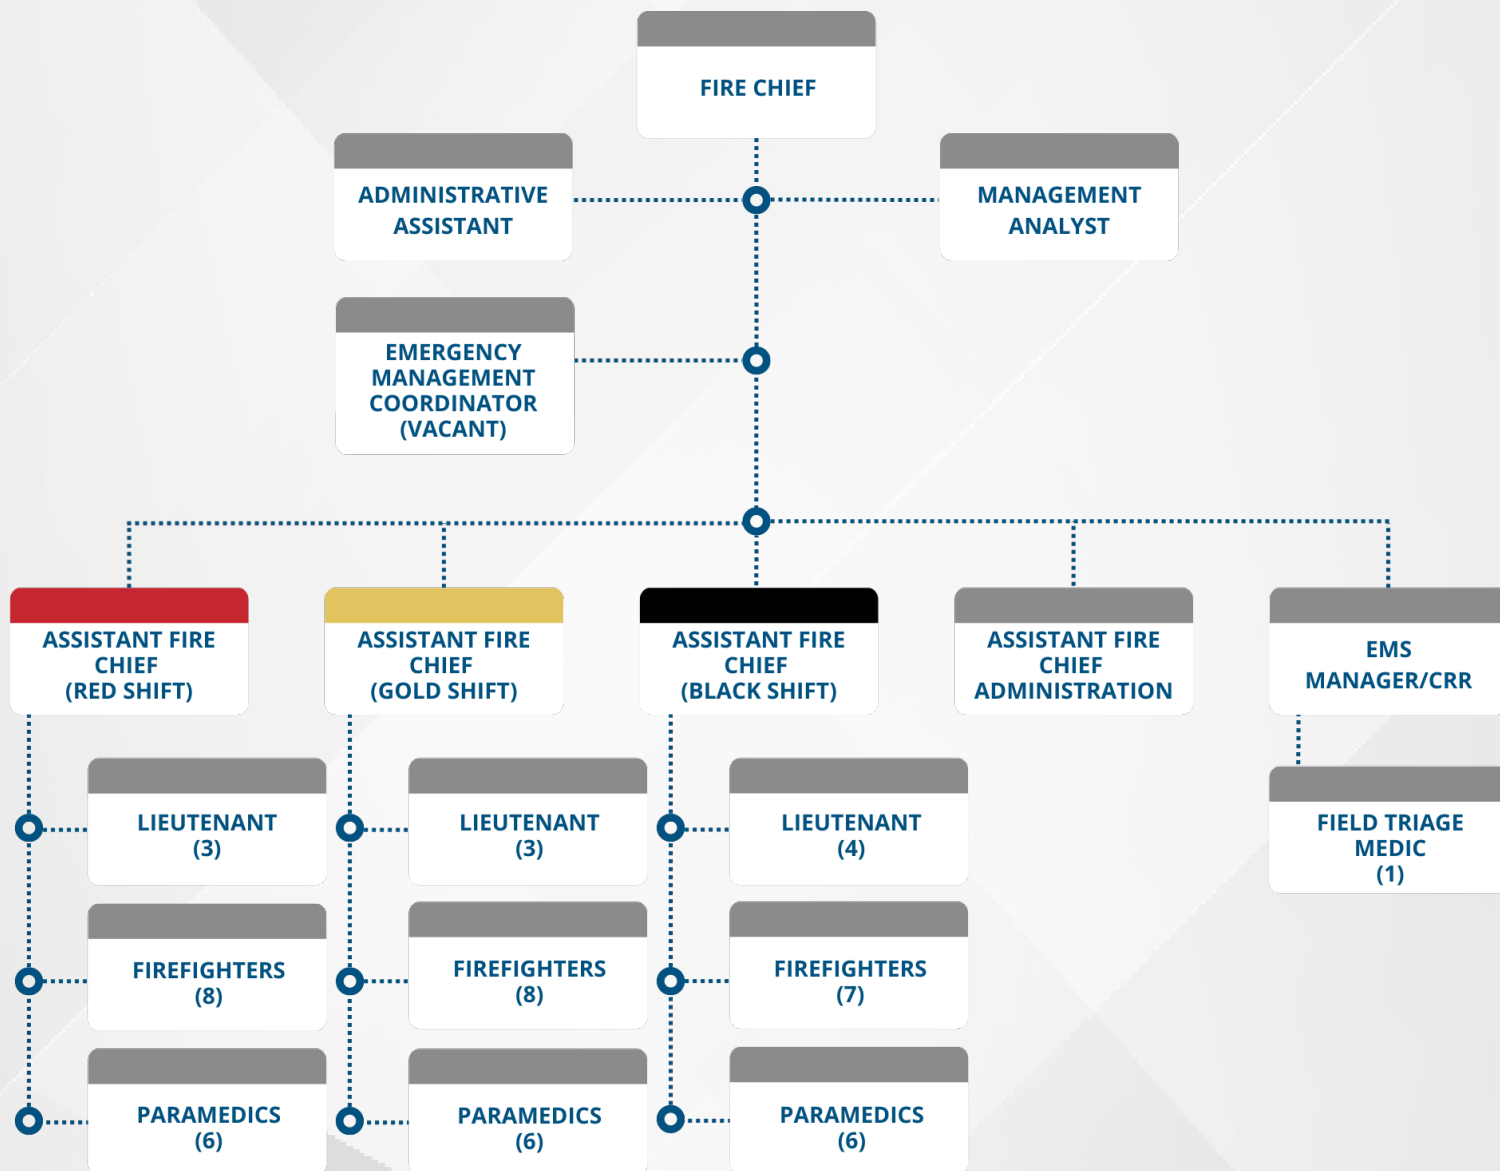 FIRE CHIEF
ADMINISTRATIVE
ASSISTANT
MANAGEMENT
ANALYST
EMERGENCY
MANAGEMENT
COORDINATOR
(VACANT)
ASSISTANT FIRE
CHIEF
(RED SHIFT)
ASSISTANT FIRE
CHIEF
(GOLD SHIFT)
ASSISTANT FIRE
CHIEF
(BLACK SHIFT)
ASSISTANT FIRE
CHIEF
ADMINISTRATION
EMS
MANAGER/CRR
LIEUTENANT
(3)
LIEUTENANT
(3)
LIEUTENANT
(4)
FIELD TRIAGE
MEDIC
(1)
FIREFIGHTERS
(8)
FIREFIGHTERS
(8)
FIREFIGHTERS
(7)
PARAMEDICS
(6)
PARAMEDICS
(6)
PARAMEDICS
(6)